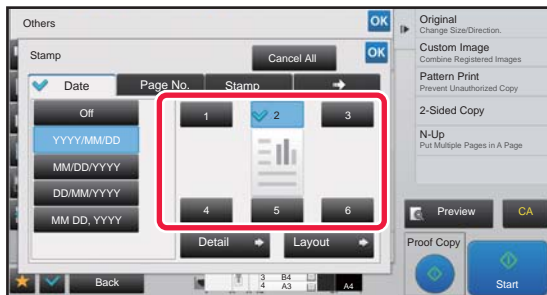 Others
OK
Stamp
Cancel All
OK
Date
Page No.
Stamp
Off
YYYY/MM/DD
MM/DD/YYYY
DD/MM/YYYY
MM DD, YYYY
1
2
3
4
5
6
Detail
Layout
Back
3 B4
4 A3
A4
Original
Change Size/Direction.
Custom Image
Combine Registered Images
Pattern Print
Prevent Unauthorized Copy
2-Sided Copy
N-Up
Put Multiple Pages in A Page
Preview
CA
Proof Copy
Start